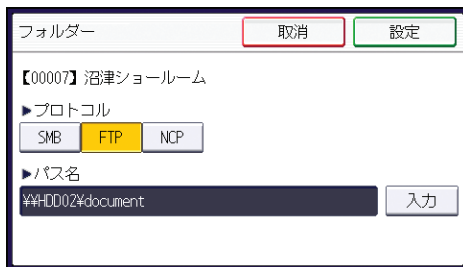 フォルダー 取消 設定
【00007】沼津ショールーム
▶プロトコル
SMB FTP NCP
▶パス名
¥¥HDD02¥document 入力